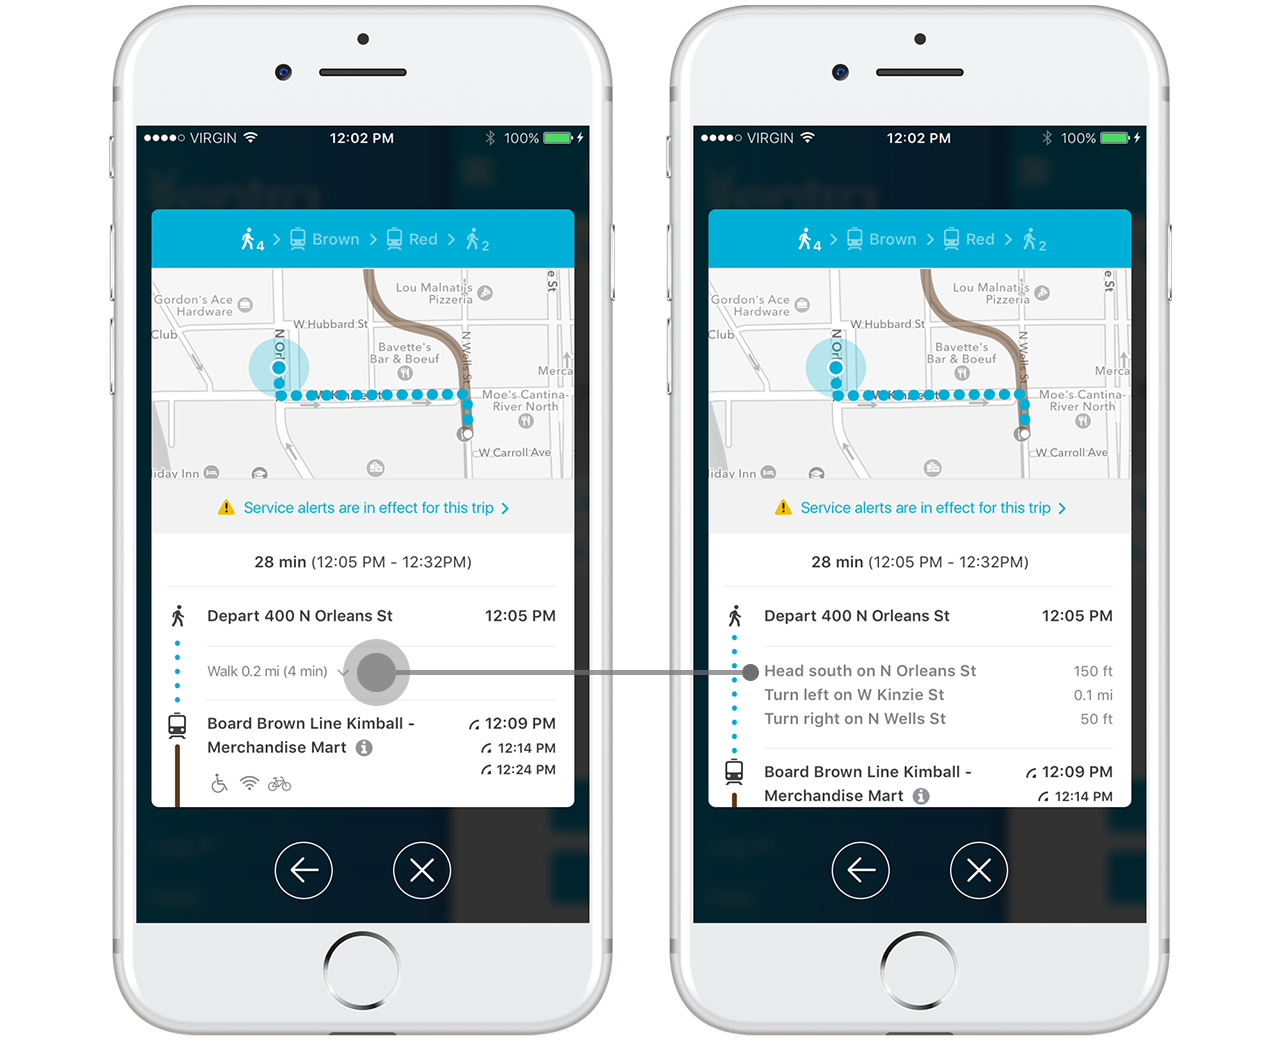 VIRGIN
12:02 PM
100%
4
Brown
Red
2
Gordon's Ace
Hardware
Lou Malnati's
Pizzeria
e St
Club
N Orl
W Hubbard St
N Wells St
Bavette's
Bar & Boeuf
Merca
W Kinzie St
Moe's Cantina-
River North
W Carroll Ave
liday Inn
Service alerts are in effect for this trip
28 min (12:05 PM - 12:32PM)
Depart 400 N Orleans St 12:05 PM
Walk 0.2 mi (4 min)
Board Brown Line Kimball - 12:09 PM
Merchandise Mart 12:14 PM
12:24 PM
VIRGIN
12:02 PM
100%
4
Brown
Red
2
Gordon's Ace
Hardware
Lou Malnati's
Pizzeria
e St
Club
N Orl
W Hubbard St
N Wells St
Bavette's
Bar & Boeuf
Merca
W Kinzie St
Moe's Cantina-
River North
W Carroll Ave
liday Inn
Service alerts are in effect for this trip
28 min (12:05 PM - 12:32PM)
Depart 400 N Orleans St 12:05 PM
Head south on N Orleans St 150 ft
Turn left on W Kinzie St 0.1 mi
Turn right on N Wells St 50 ft
Board Brown Line Kimball - 12:09 PM
Merchandise Mart 12:14 PM